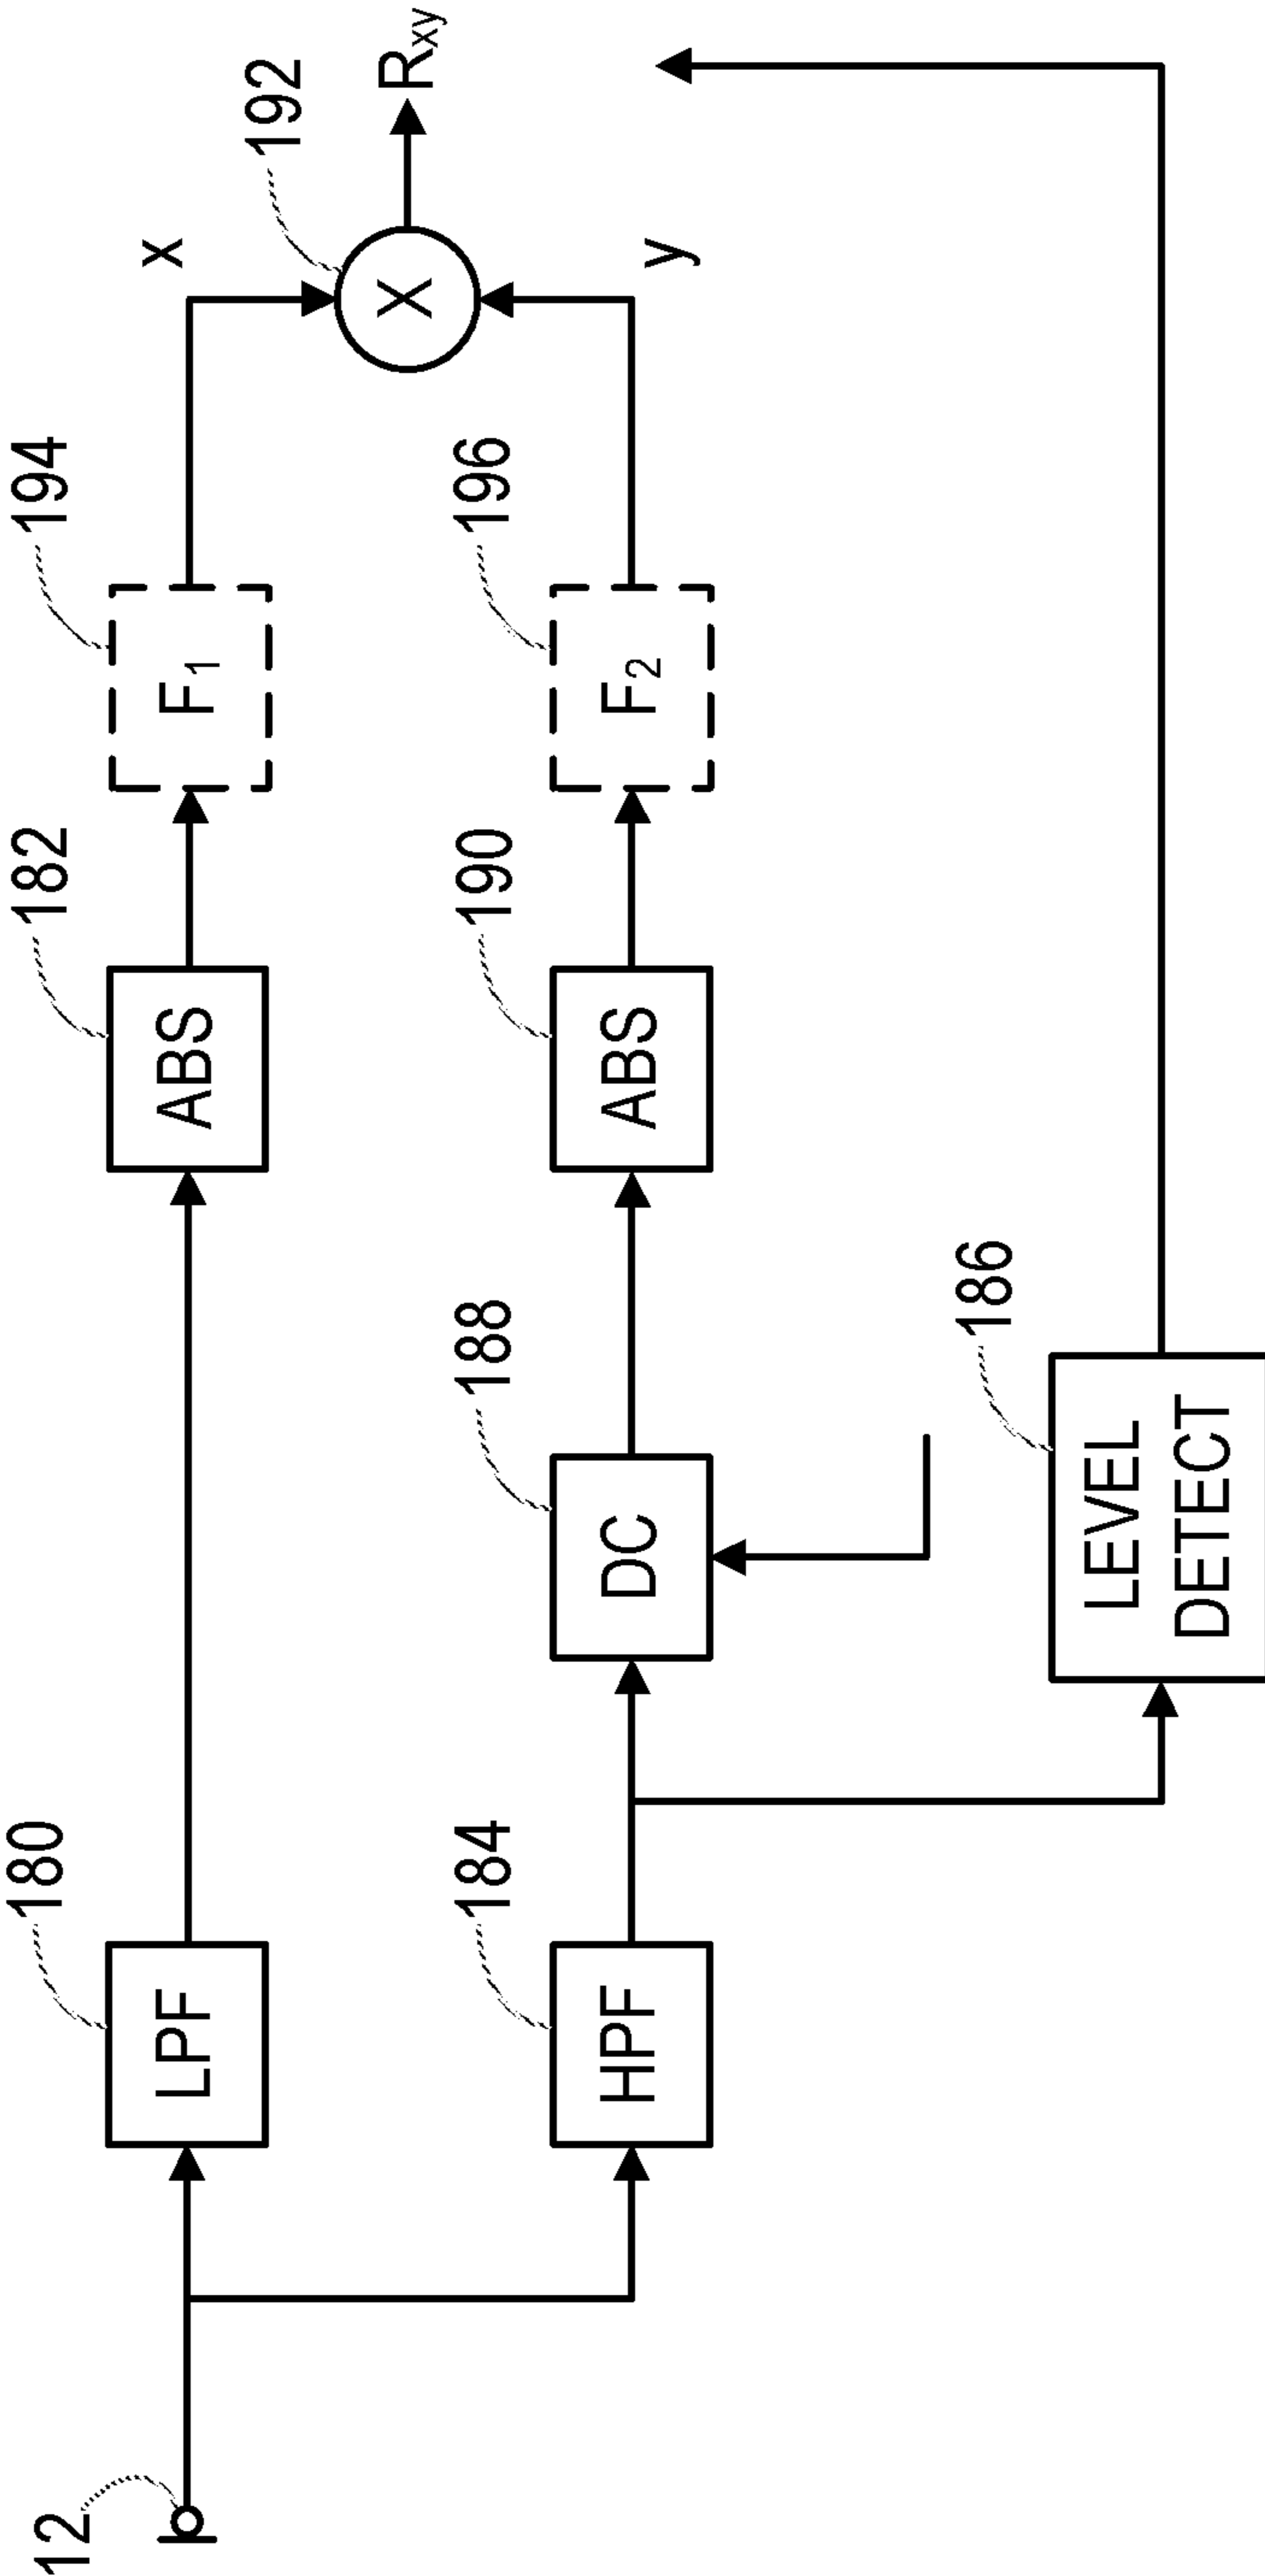 12
180
LPF
182
ABS
194
F₁
x
192
X
Rxy
184
HPF
188
DC
190
ABS
196
F₂
y
186
LEVEL
DETECT